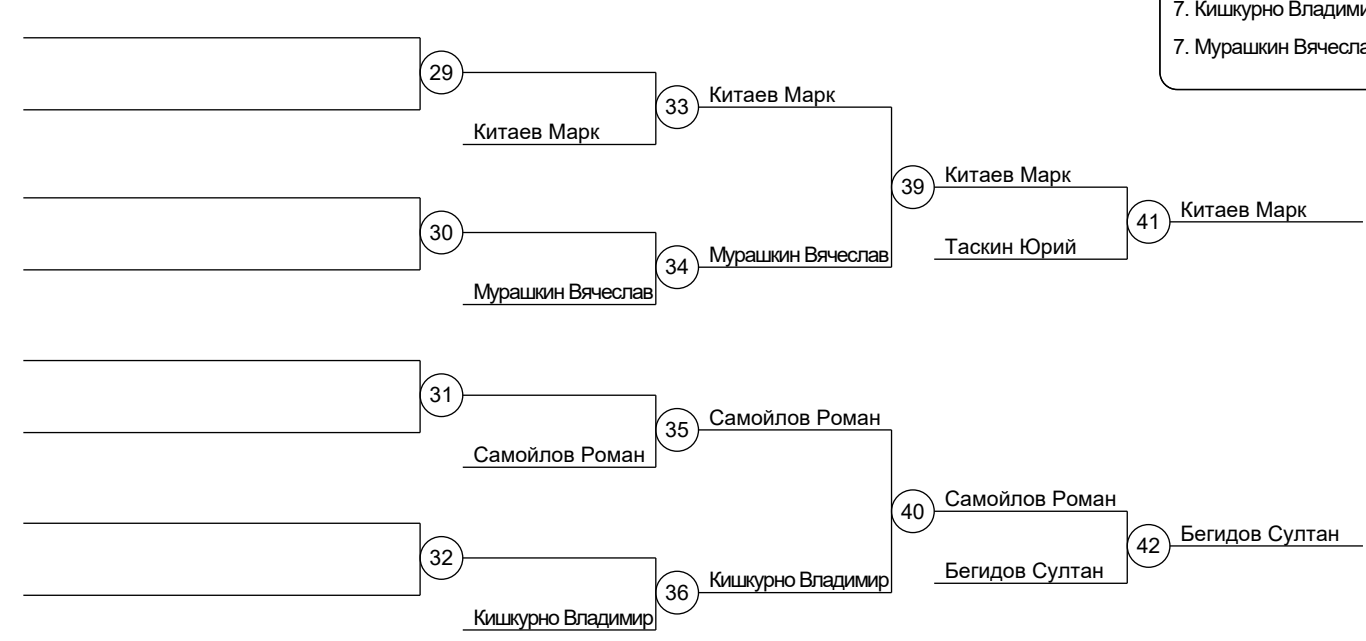 7. Кишкурно Владими
7. Мурашкин Вячесла
29
33
Китаев Марк
Китаев Марк
39
Китаев Марк
41
Китаев Марк
30
34
Мурашкин Вячеслав
Таскин Юрий
Мурашкин Вячеслав
31
35
Самойлов Роман
Самойлов Роман
40
Самойлов Роман
42
Бегидов Султан
32
36
Кишкурно Владимир
Бегидов Султан
Кишкурно Владимир